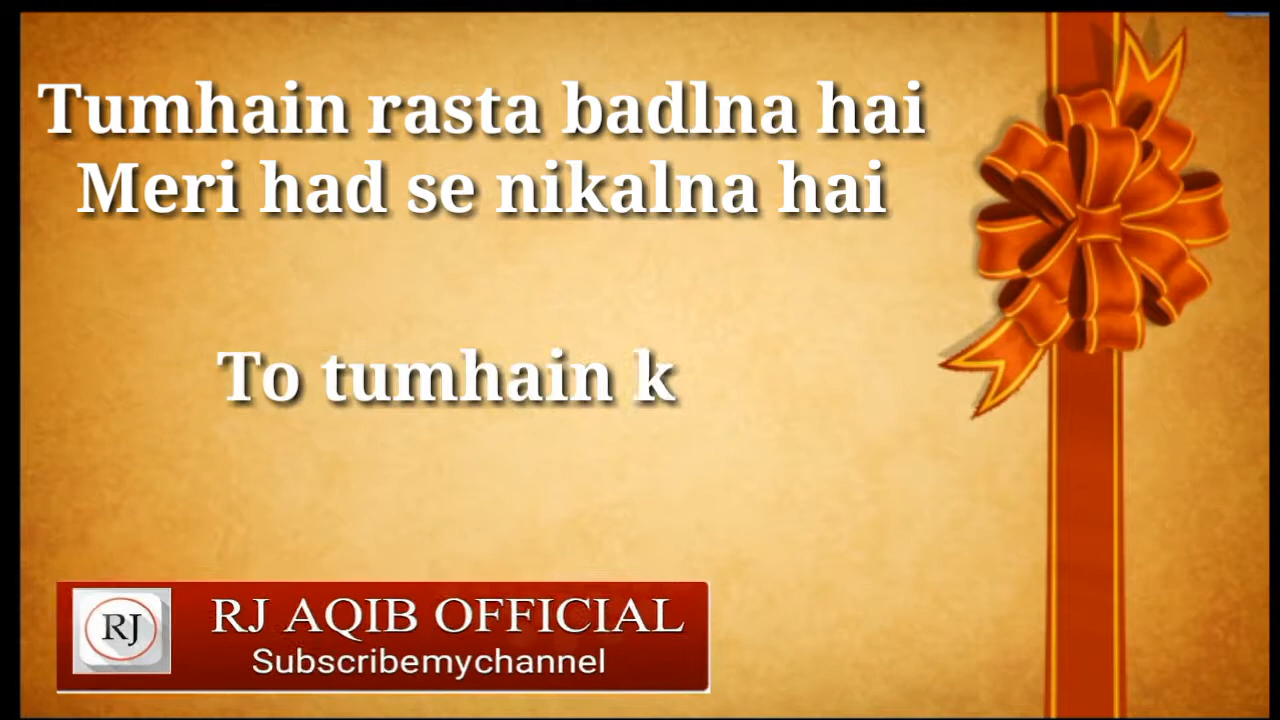 Tumhain rasta badlna hai
Meri had se nikalna hai
To tumhain k
RJ
RJ AQIB OFFICIAL
Subscribemychannel